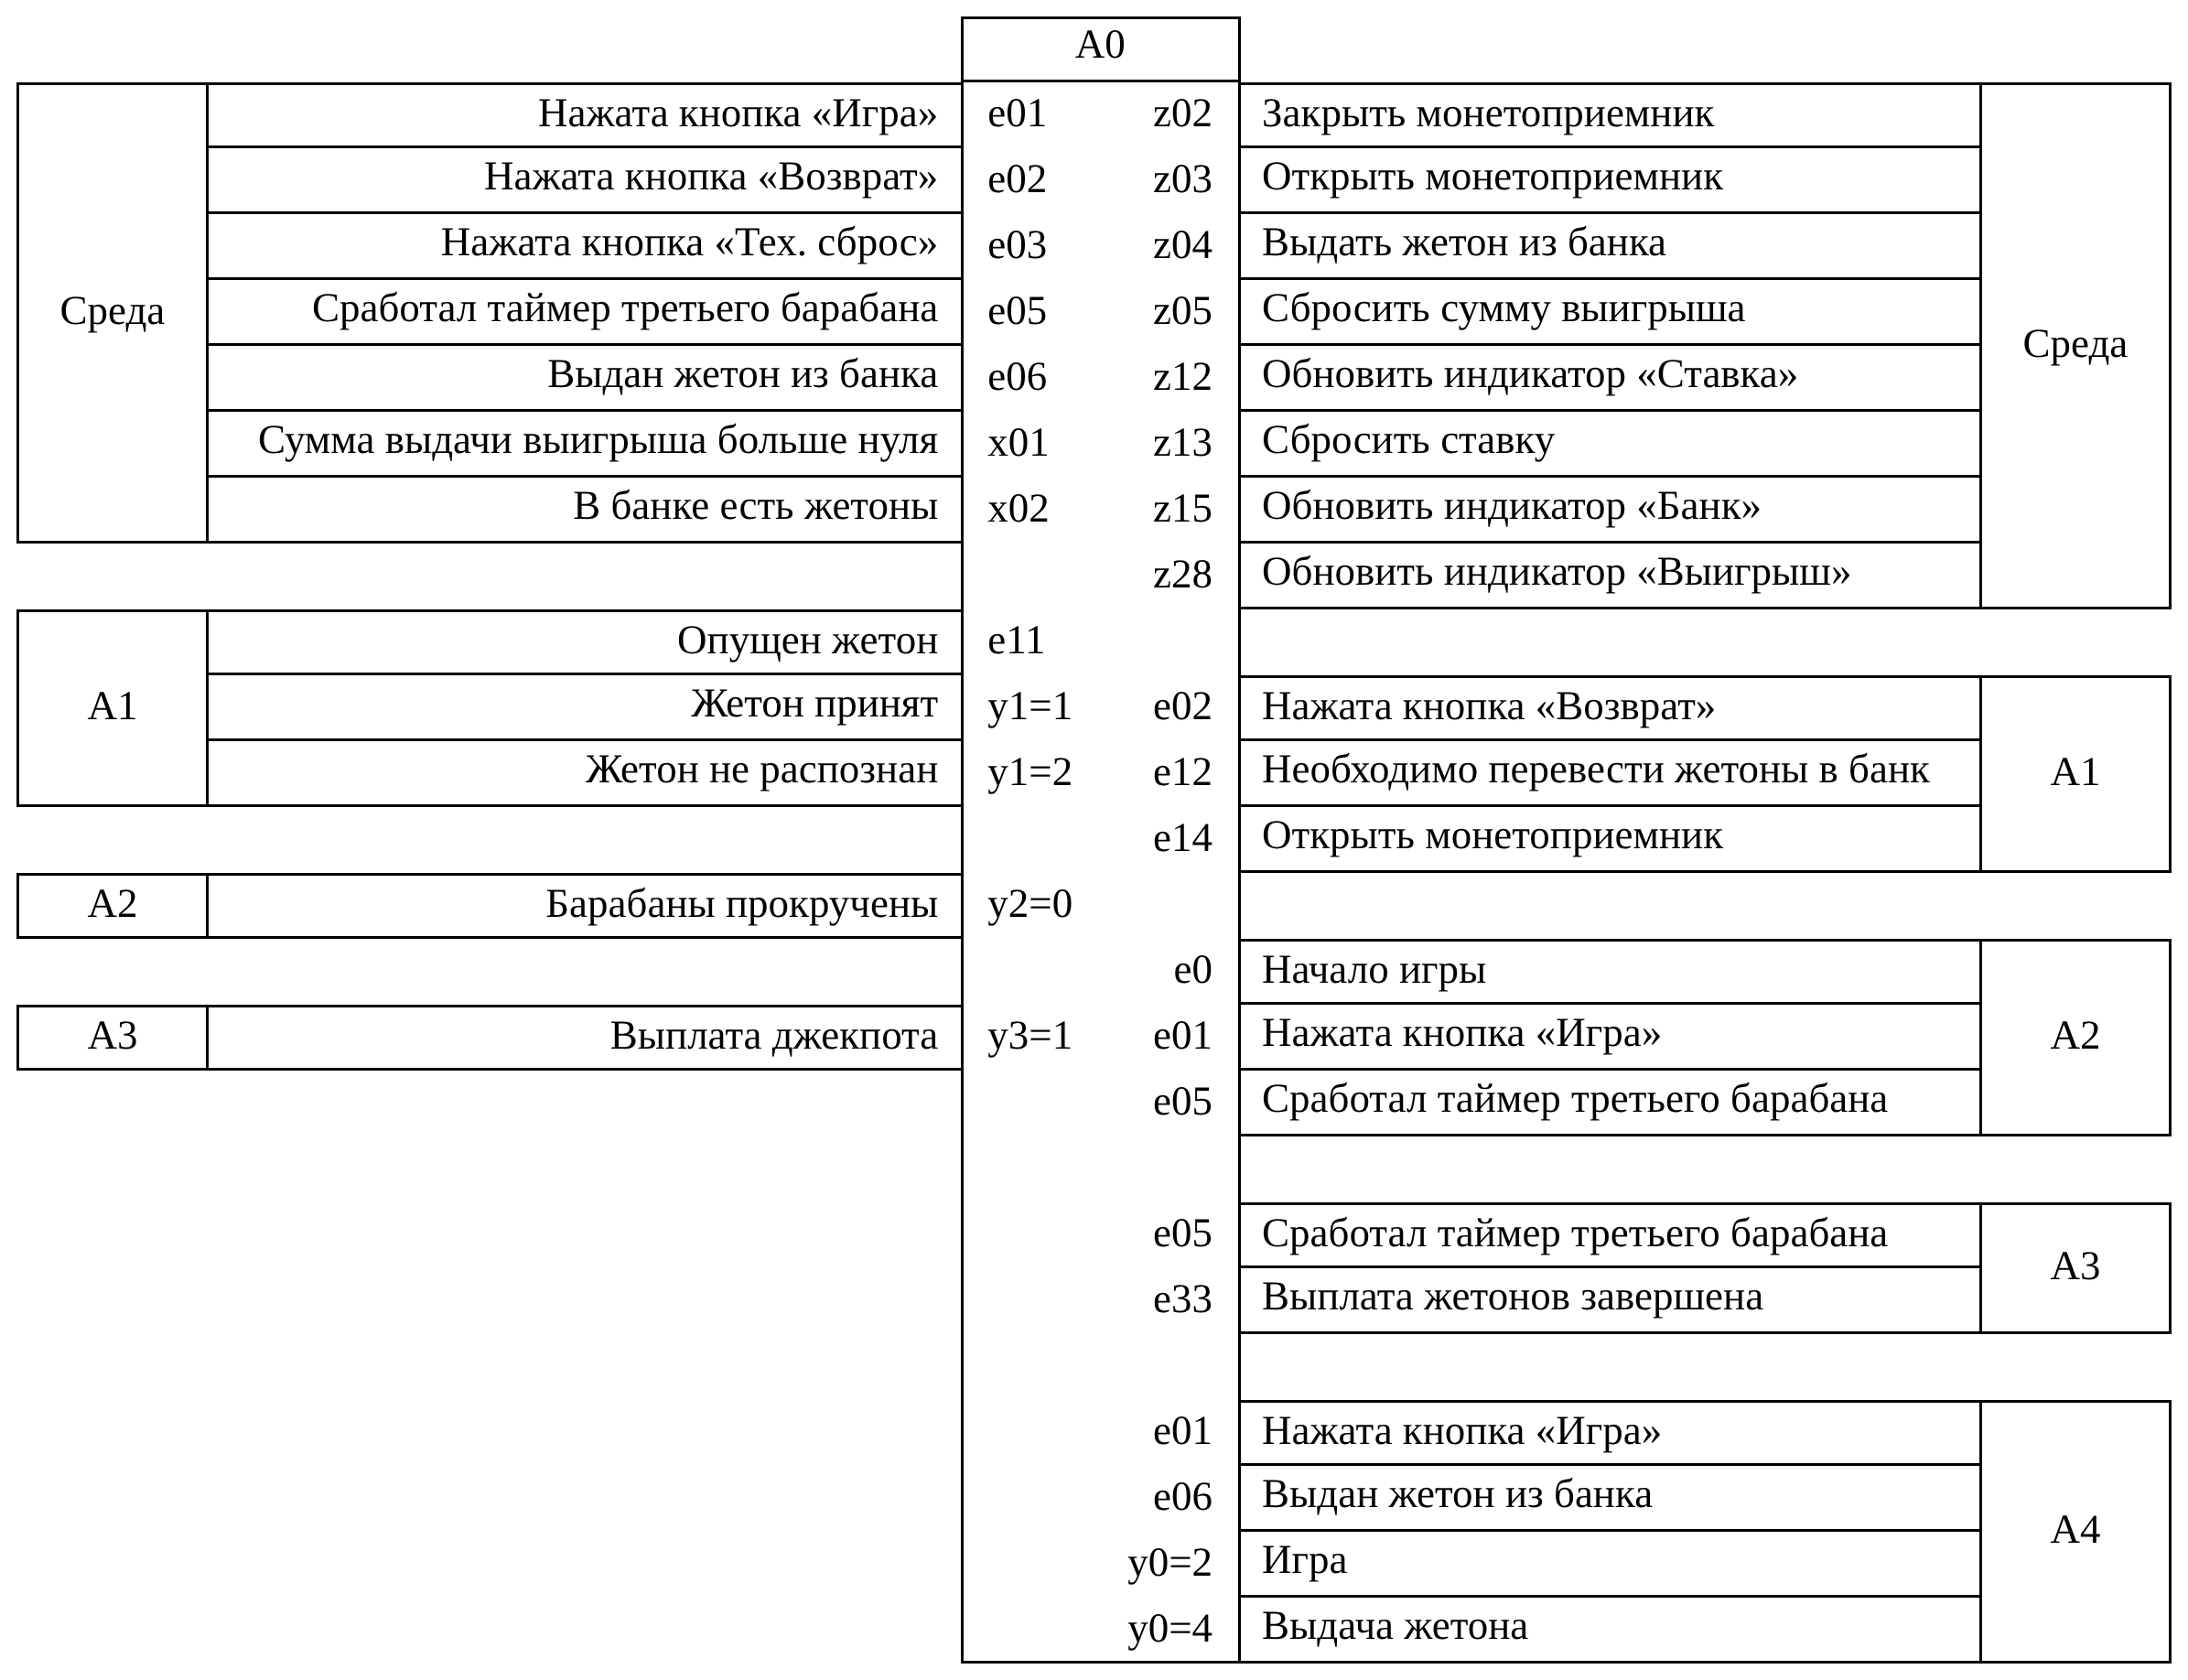 A0
Нажата кнопка «Игра» e01 z02 Закрыть монетоприемник
Нажата кнопка «Возврат» e02 z03 Открыть монетоприемник
Нажата кнопка «Тех. сброс» e03 z04 Выдать жетон из банка
Среда Сработал таймер третьего барабана e05 z05 Сбросить сумму выигрыша
Среда
Выдан жетон из банка e06 z12 Обновить индикатор «Ставка»
Сумма выдачи выигрыша больше нуля x01 z13 Сбросить ставку
В банке есть жетоны x02 z15 Обновить индикатор «Банк»
z28 Обновить индикатор «Выигрыш»
Опущен жетон e11
A1 Жетон принят y1=1 e02 Нажата кнопка «Возврат»
Жетон не распознан y1=2 e12 Необходимо перевести жетоны в банк A1
e14 Открыть монетоприемник
A2 Барабаны прокручены y2=0
e0 Начало игры
A3 Выплата джекпота y3=1 e01 Нажата кнопка «Игра» A2
e05 Сработал таймер третьего барабана
e05 Сработал таймер третьего барабана
A3
e33 Выплата жетонов завершена
e01 Нажата кнопка «Игра»
e06 Выдан жетон из банка
A4
y0=2 Игра
y0=4 Выдача жетона